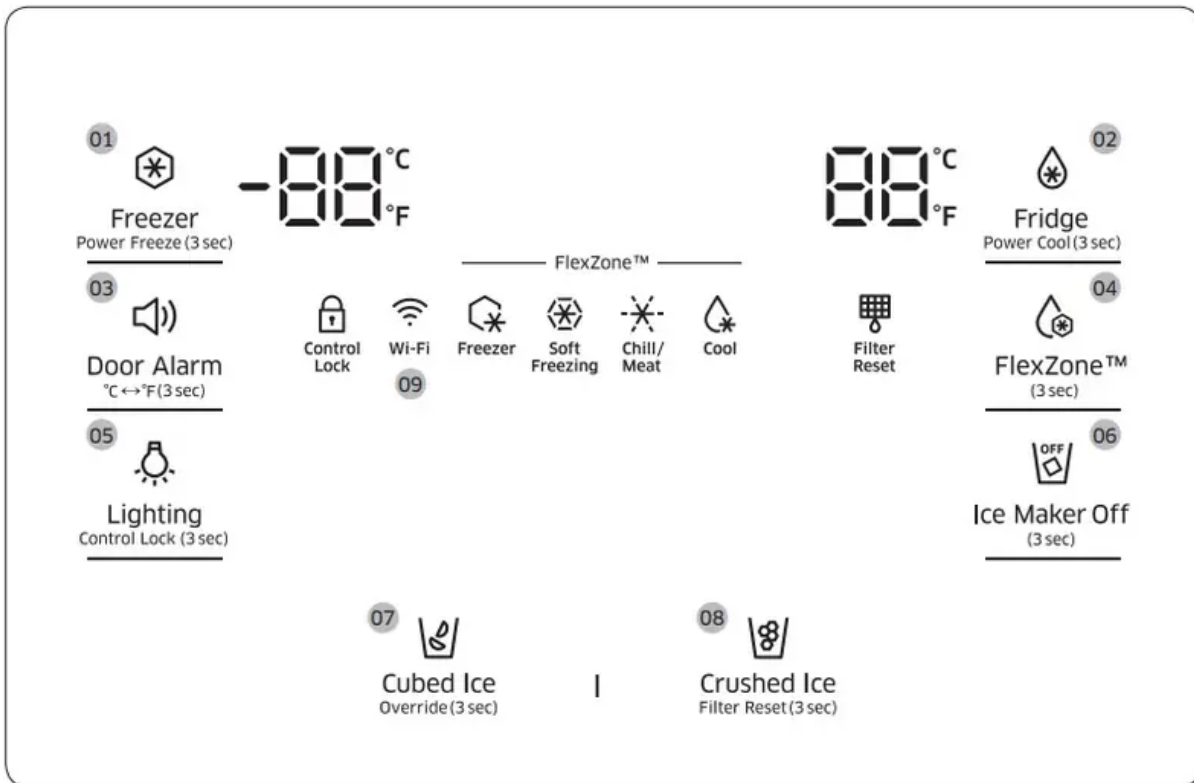 01
Freezer
Power Freeze (3 sec)
-88 °C °F
88 °C °F
02
Fridge
Power Cool (3 sec)
FlexZone™
03
Door Alarm
°C↔°F (3 sec)
Control Lock
Wi-Fi
09
Freezer
Soft Freezing
Chill/ Meat
Cool
Filter Reset
04
FlexZone™
(3 sec)
05
Lighting
Control Lock (3 sec)
OFF
06
Ice Maker Off
(3 sec)
07
Cubed Ice
Override (3 sec)
|
08
Crushed Ice
Filter Reset (3 sec)